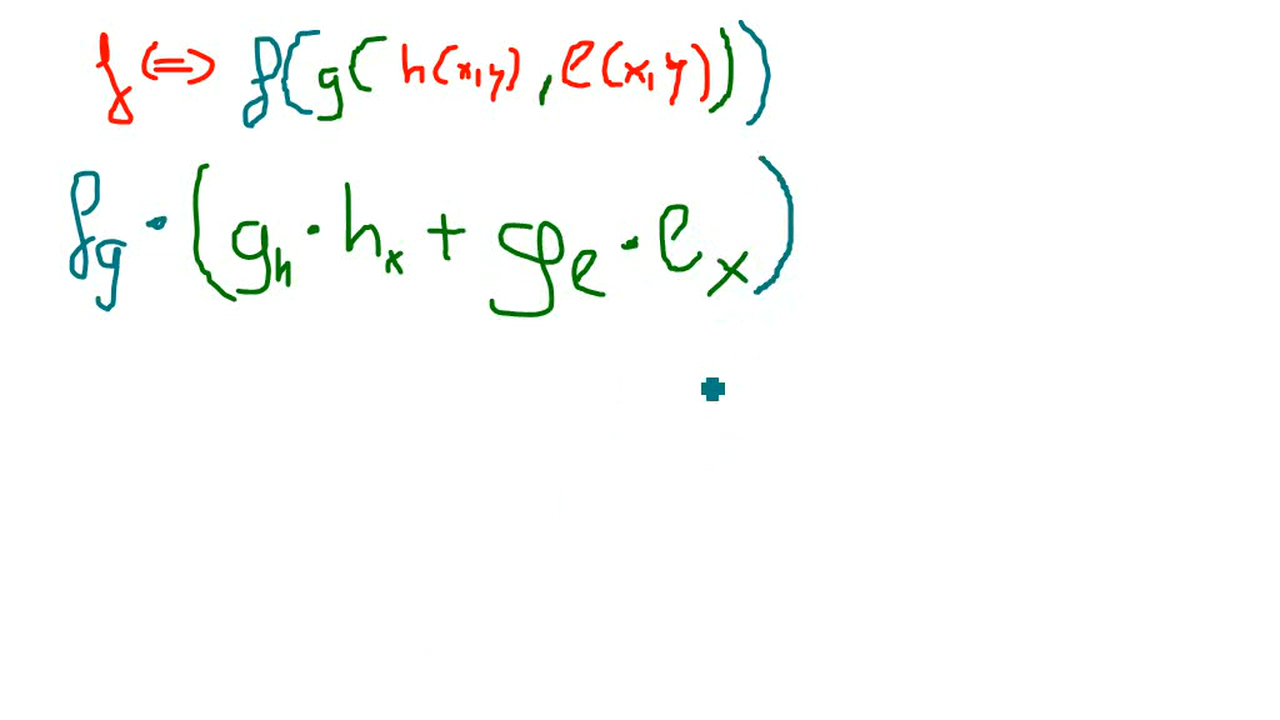 f (=) f(g(h(x,y),e(x,y)))
f_g · (g_h · h_x + g_e · e_x)